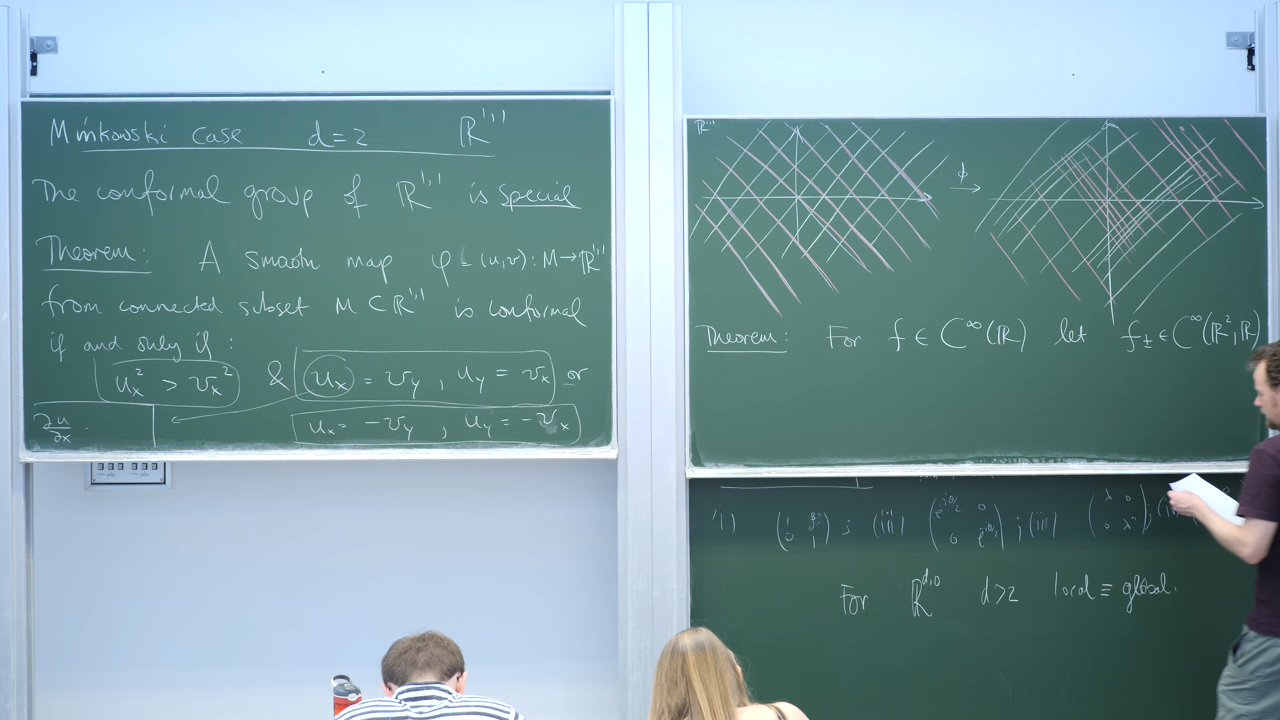 Minkowski case d=2 ℝ^{1,1}
The conformal group of ℝ^{1,1} is special
Theorem: A smooth map φ=(u,v): M→ℝ^{1,1}
from connected subset M⊂ℝ^{1,1} is conformal
if and only if:
u_x² > v_x² & u_x = v_y , u_y = v_x or
∂u/∂x . u_x = -v_y , u_y = -v_x
ℝ^{1,1}
ϕ
→
Theorem: For f ∈ C^∞(ℝ) let f_± ∈ C^∞(ℝ², ℝ)
For ℝ^{d,0} d>2 local ≡ global.